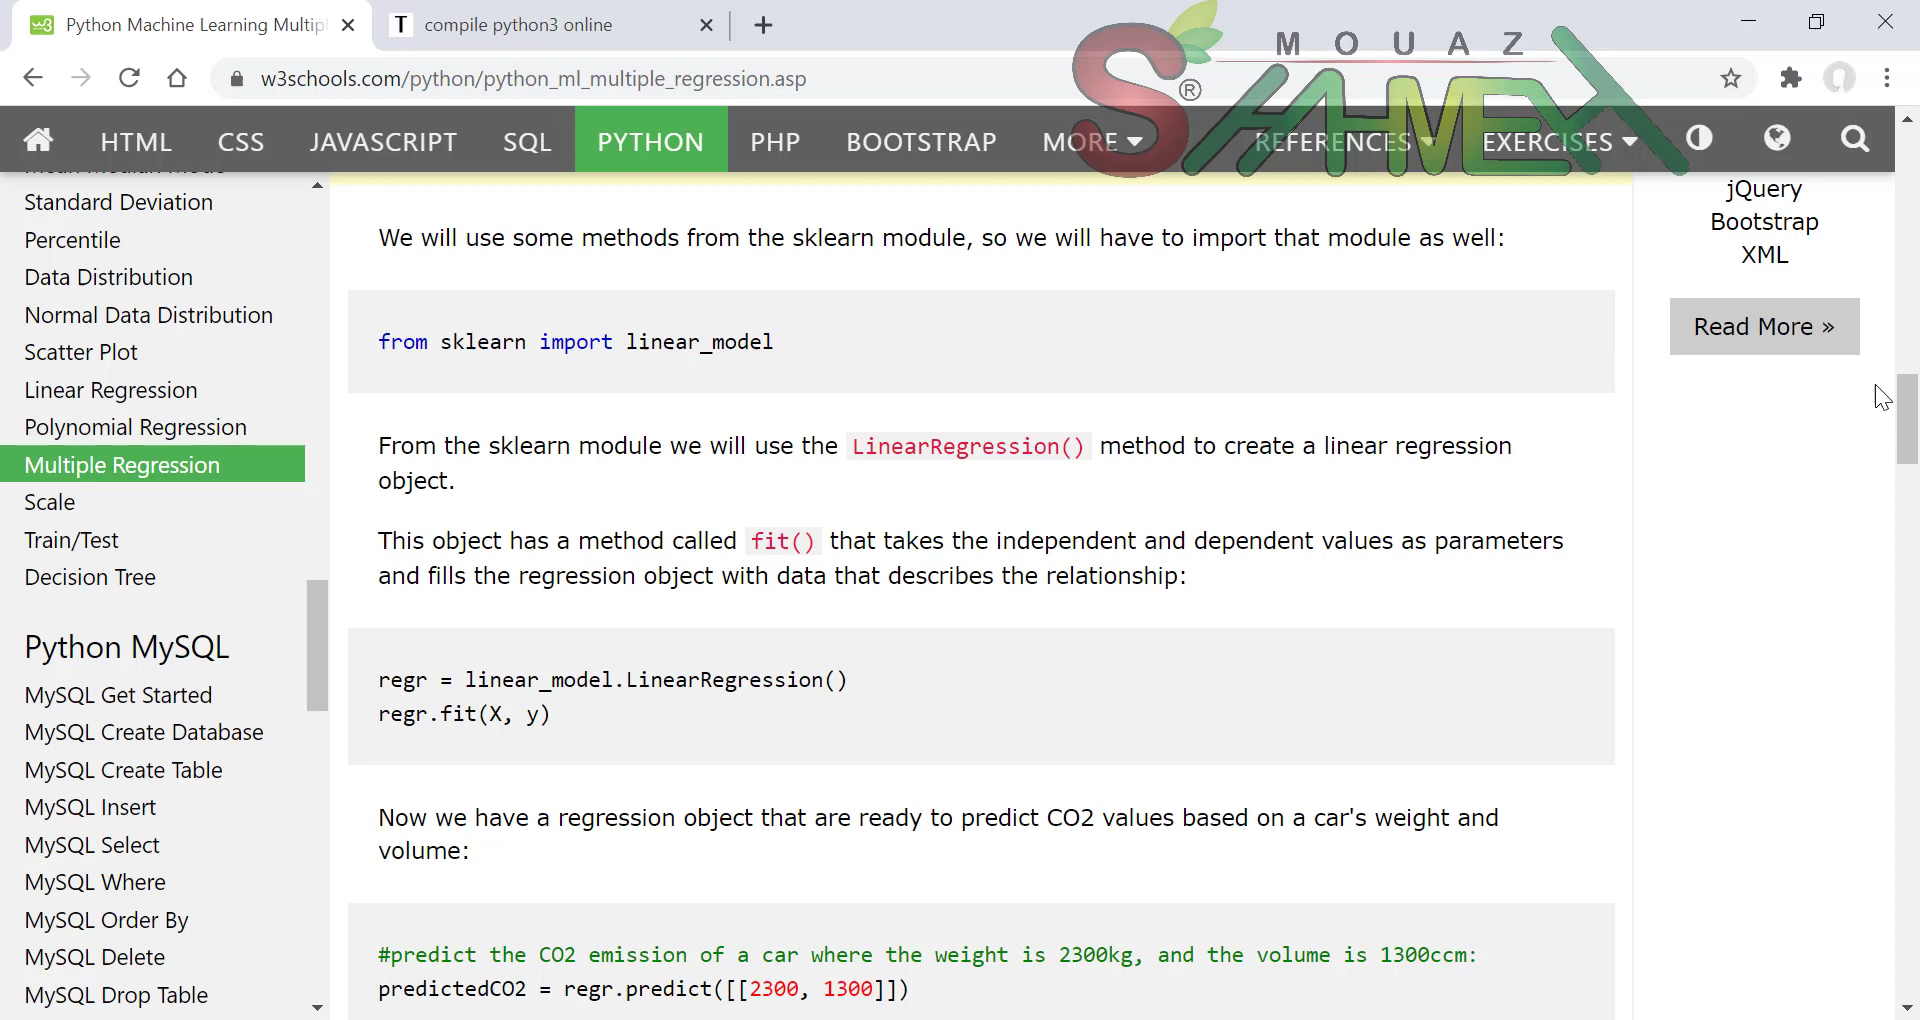 Python Machine Learning Multipl
compile python3 online
w3schools.com/python/python_ml_multiple_regression.asp
MOUAZ
SHAHMEX
®
HTML CSS JAVASCRIPT SQL PYTHON PHP BOOTSTRAP MORE REFERENCES EXERCISES
Standard Deviation
Percentile
Data Distribution
Normal Data Distribution
Scatter Plot
Linear Regression
Polynomial Regression
Multiple Regression
Scale
Train/Test
Decision Tree
Python MySQL
MySQL Get Started
MySQL Create Database
MySQL Create Table
MySQL Insert
MySQL Select
MySQL Where
MySQL Order By
MySQL Delete
MySQL Drop Table
We will use some methods from the sklearn module, so we will have to import that module as well:
from sklearn import linear_model
From the sklearn module we will use the LinearRegression() method to create a linear regression
object.
This object has a method called fit() that takes the independent and dependent values as parameters
and fills the regression object with data that describes the relationship:
regr = linear_model.LinearRegression()
regr.fit(X, y)
Now we have a regression object that are ready to predict CO2 values based on a car's weight and
volume:
#predict the CO2 emission of a car where the weight is 2300kg, and the volume is 1300ccm:
predictedCO2 = regr.predict([[2300, 1300]])
jQuery
Bootstrap
XML
Read More »